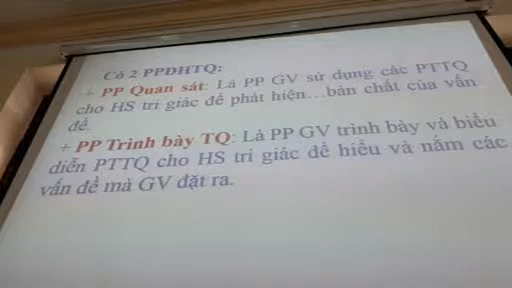 Có 2 PPDHTQ:
+ PP Quan sát: Là PP GV sử dụng các PTTQ
cho HS tri giác để phát hiện...bản chất của vấn
đề.
+ PP Trình bày TQ: Là PP GV trình bày và biểu
diễn PTTQ cho HS tri giác để hiểu và nắm các
vấn đề mà GV đặt ra.